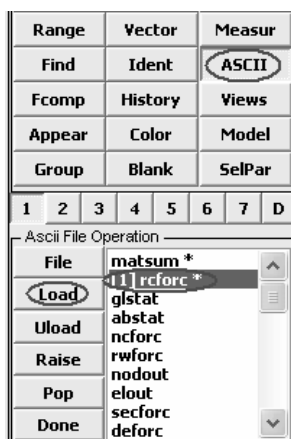 Range Vector Measur
Find Ident ASCII
Fcomp History Views
Appear Color Model
Group Blank SelPar
1 2 3 4 5 6 7 D
Ascii File Operation
File
Load
Uload
Raise
Pop
Done
matsum *
[1] rcforc *
glstat
abstat
ncforc
rwforc
nodout
elout
secforc
deforc